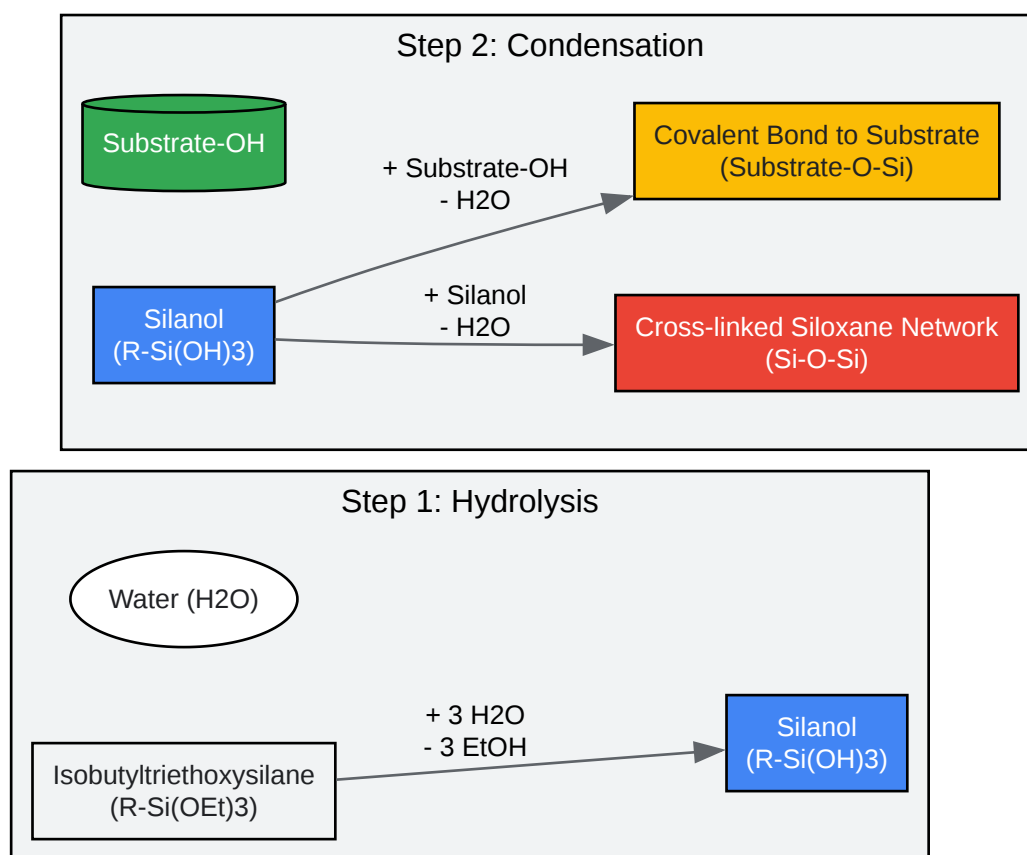 Step 2: Condensation
Substrate-OH
+ Substrate-OH
- H2O
Covalent Bond to Substrate
(Substrate-O-Si)
Silanol
(R-Si(OH)3)
+ Silanol
- H2O
Cross-linked Siloxane Network
(Si-O-Si)
Step 1: Hydrolysis
Water (H2O)
Isobutyltriethoxysilane
(R-Si(OEt)3)
+ 3 H2O
- 3 EtOH
Silanol
(R-Si(OH)3)